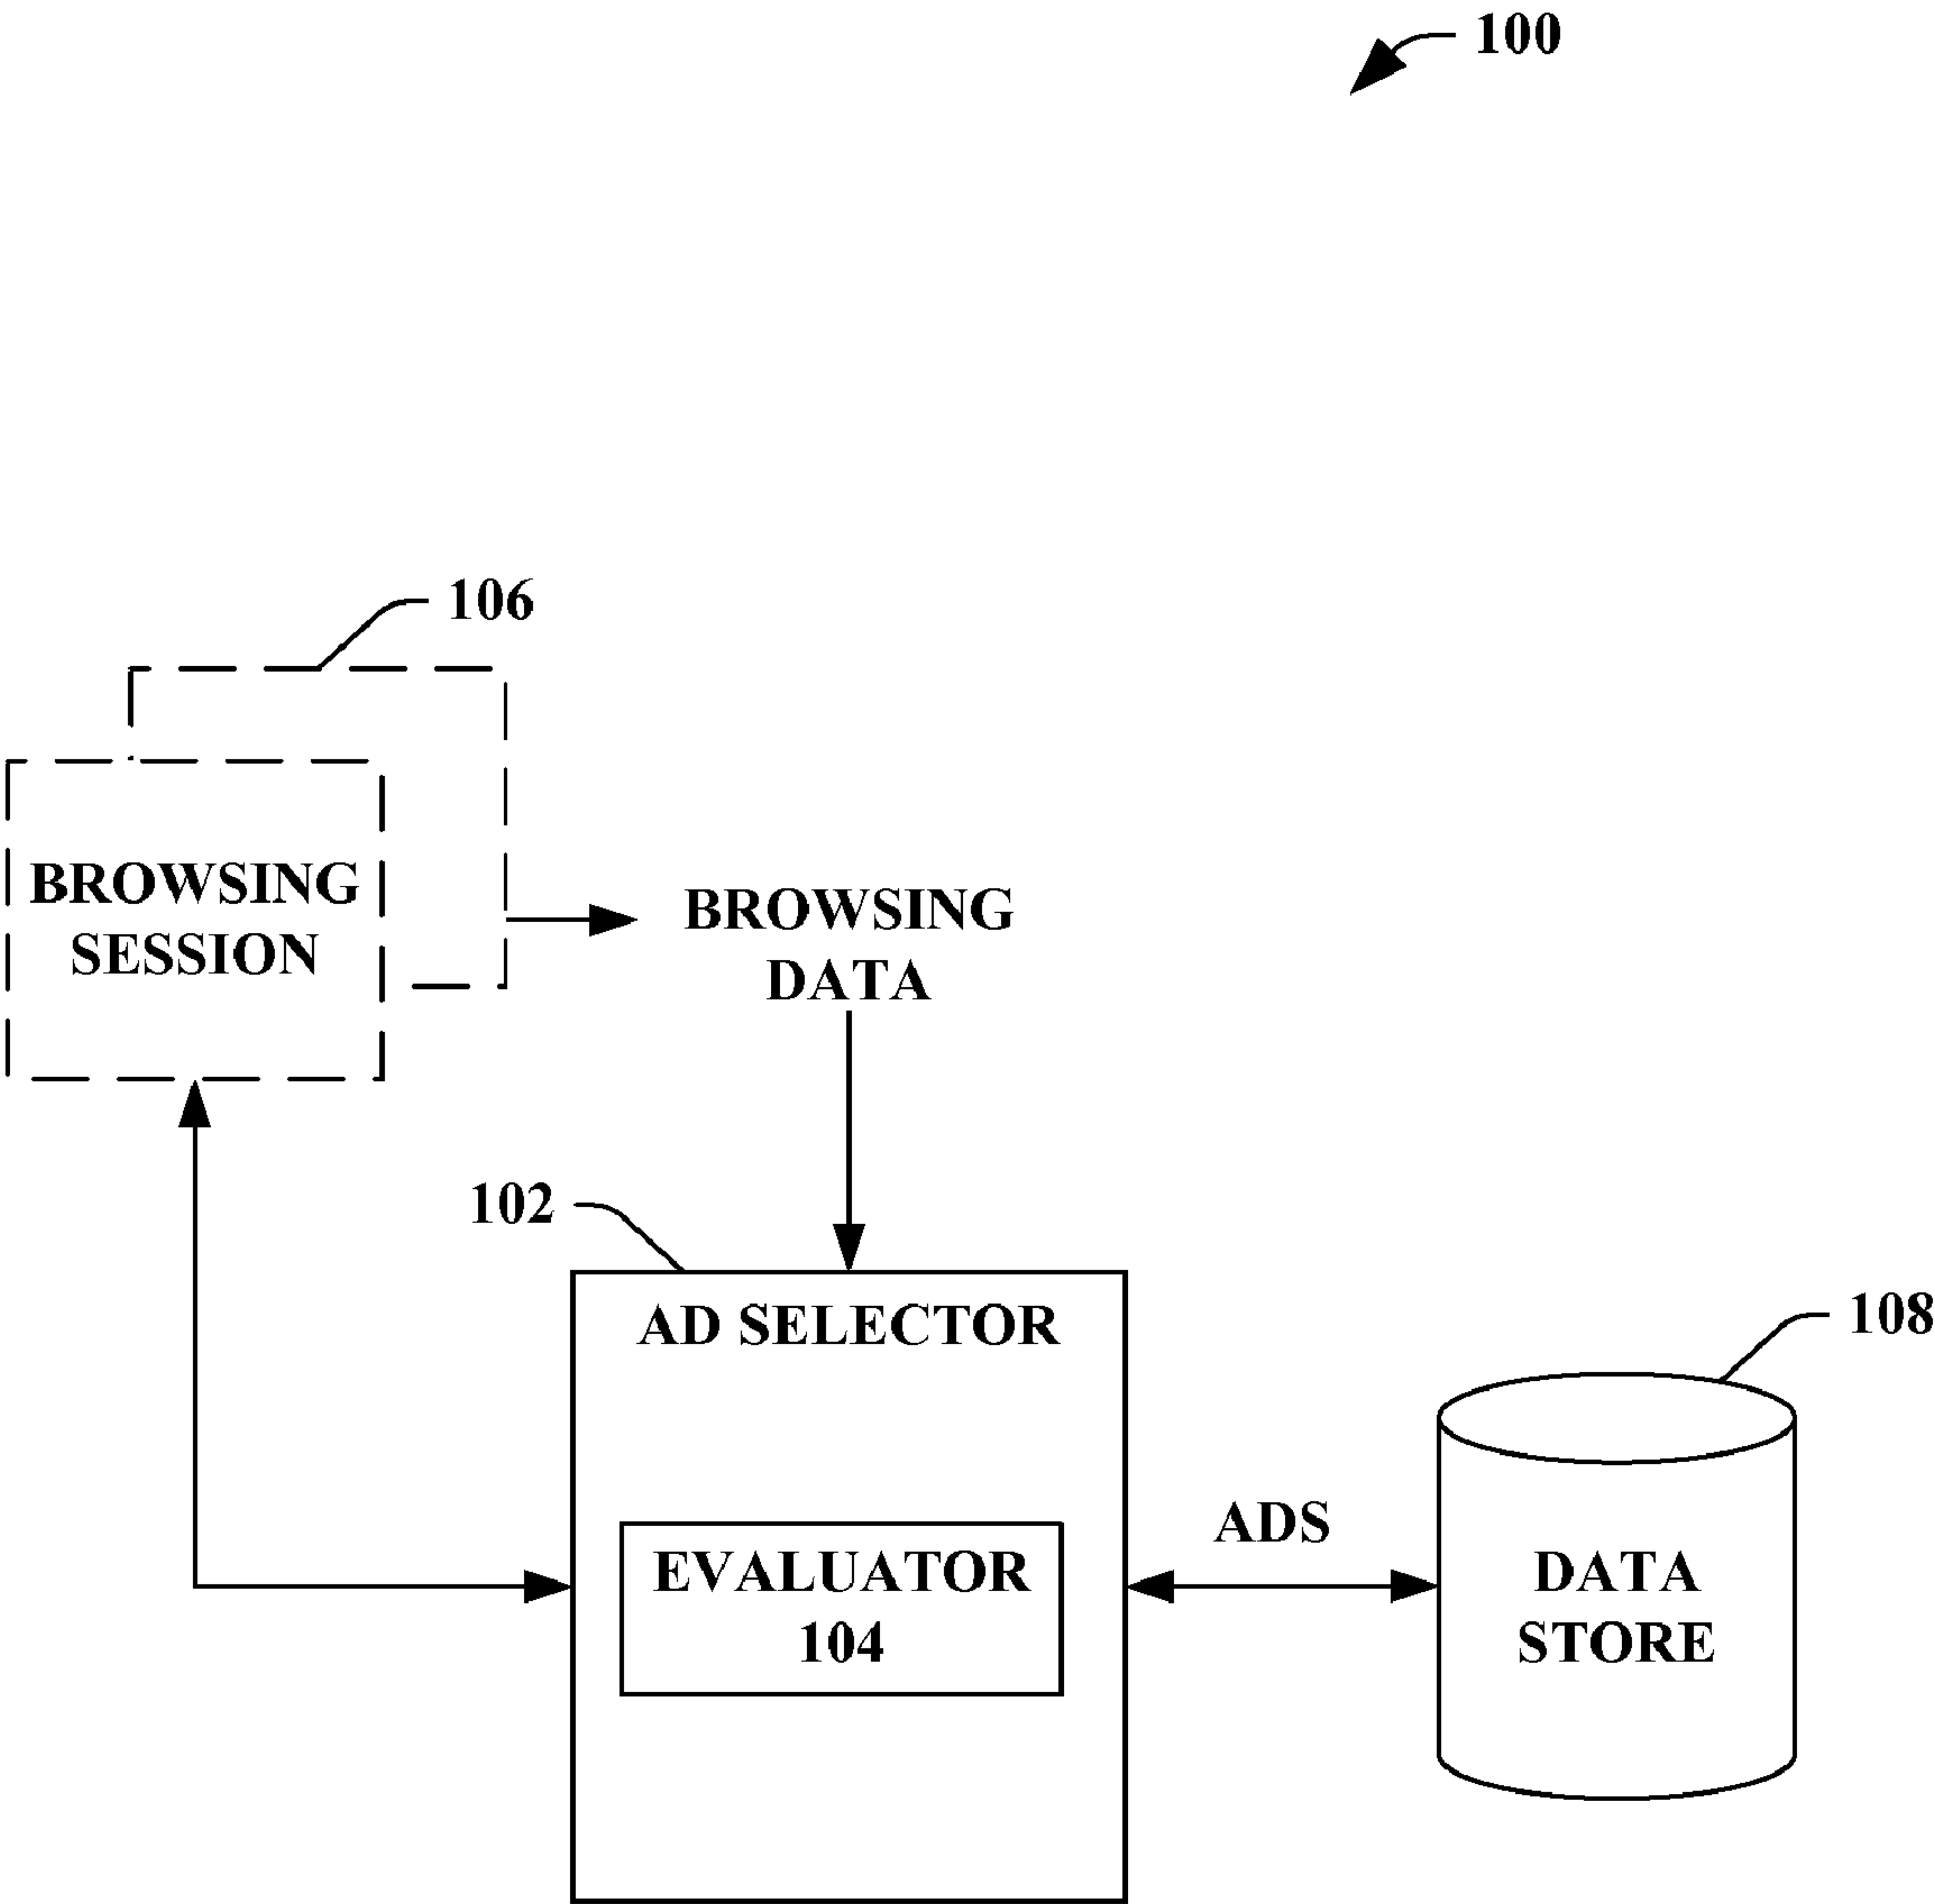 100
106
BROWSING
SESSION
BROWSING
DATA
102
AD SELECTOR
108
EVALUATOR
104
ADS
DATA
STORE